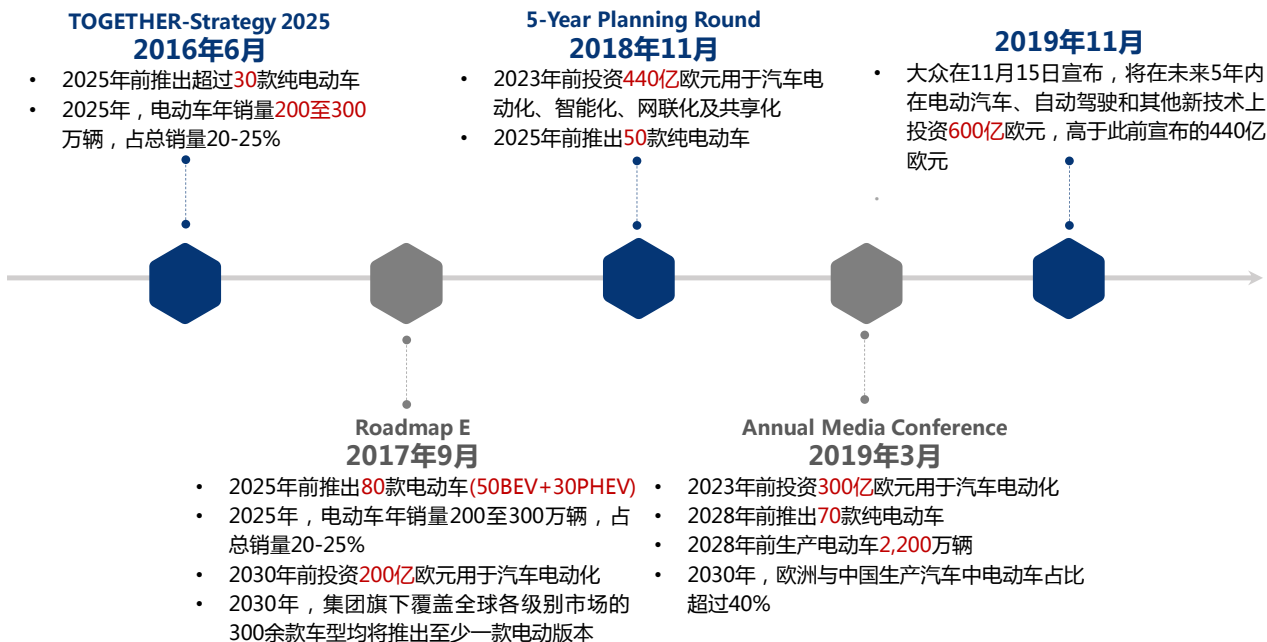 TOGETHER-Strategy 2025
2016年6月
• 2025年前推出超过30款纯电动车
• 2025年，电动车年销量200至300
万辆，占总销量20-25%
5-Year Planning Round
2018年11月
• 2023年前投资440亿欧元用于汽车电
动化、智能化、网联化及共享化
• 2025年前推出50款纯电动车
2019年11月
• 大众在11月15日宣布，将在未来5年内
在电动汽车、自动驾驶和其他新技术上
投资600亿欧元，高于此前宣布的440亿
欧元
Roadmap E
2017年9月
• 2025年前推出80款电动车(50BEV+30PHEV)
• 2025年，电动车年销量200至300万辆，占
总销量20-25%
• 2030年前投资200亿欧元用于汽车电动化
• 2030年，集团旗下覆盖全球各级别市场的
300余款车型均将推出至少一款电动版本
Annual Media Conference
2019年3月
• 2023年前投资300亿欧元用于汽车电动化
• 2028年前推出70款纯电动车
• 2028年前生产电动车2,200万辆
• 2030年，欧洲与中国生产汽车中电动车占比
超过40%